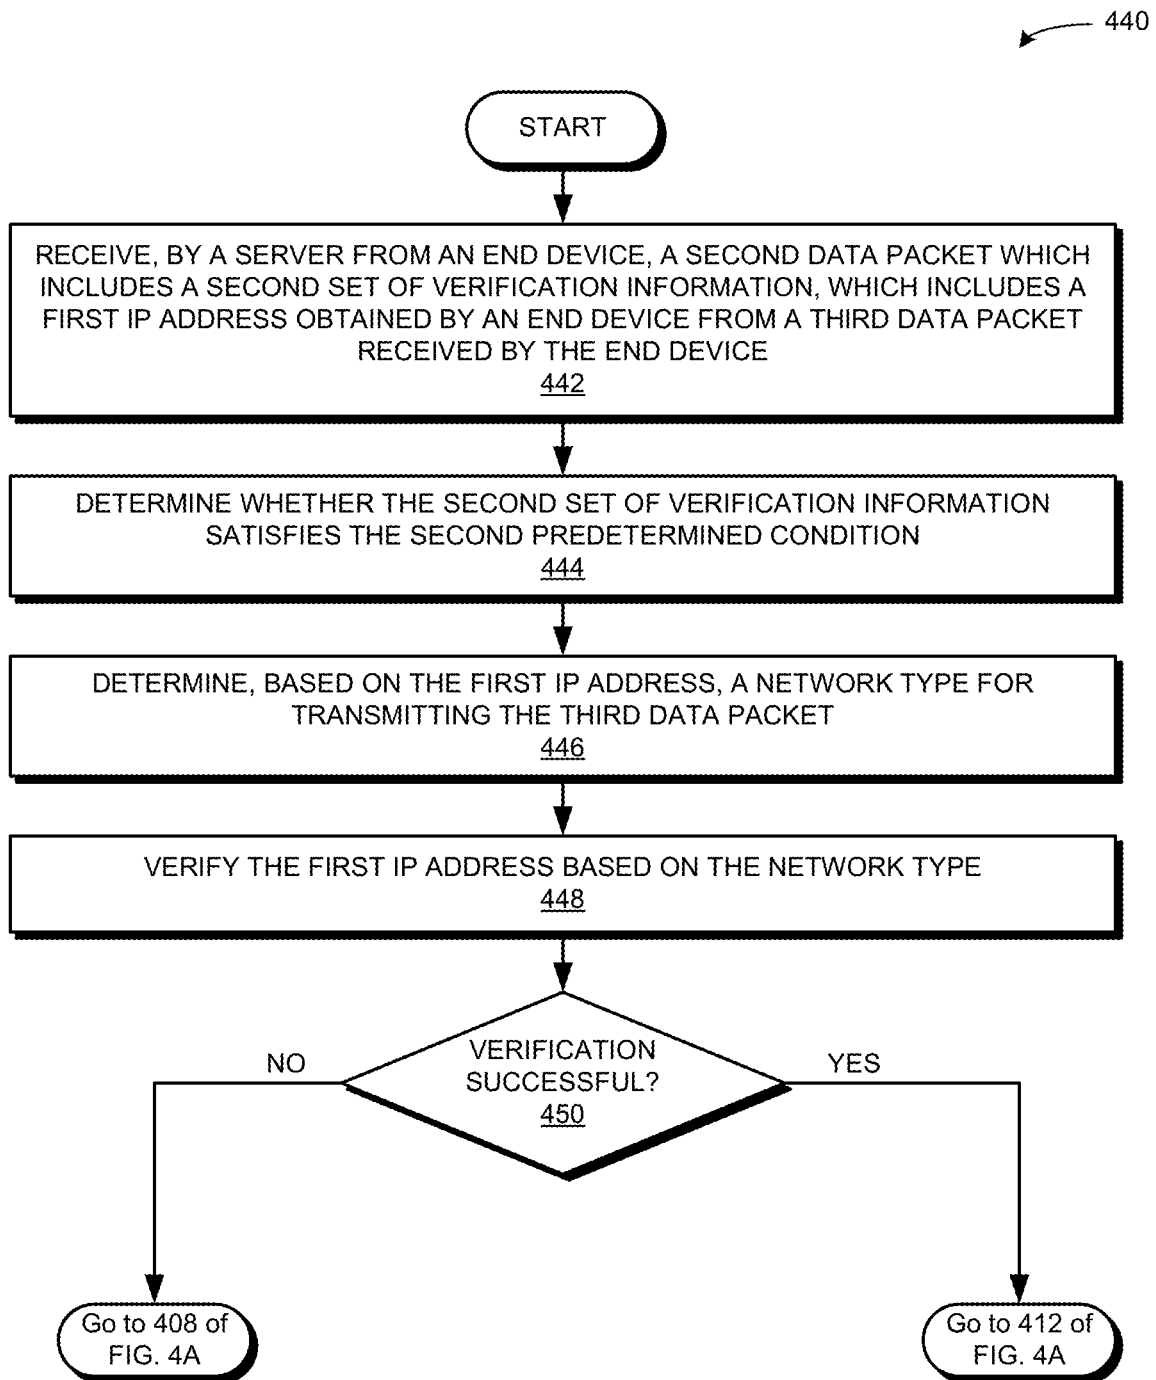 440
START
RECEIVE, BY A SERVER FROM AN END DEVICE, A SECOND DATA PACKET WHICH
INCLUDES A SECOND SET OF VERIFICATION INFORMATION, WHICH INCLUDES A
FIRST IP ADDRESS OBTAINED BY AN END DEVICE FROM A THIRD DATA PACKET
RECEIVED BY THE END DEVICE
442
DETERMINE WHETHER THE SECOND SET OF VERIFICATION INFORMATION
SATISFIES THE SECOND PREDETERMINED CONDITION
444
DETERMINE, BASED ON THE FIRST IP ADDRESS, A NETWORK TYPE FOR
TRANSMITTING THE THIRD DATA PACKET
446
VERIFY THE FIRST IP ADDRESS BASED ON THE NETWORK TYPE
448
VERIFICATION
SUCCESSFUL?
450
NO
YES
Go to 408 of
FIG. 4A
Go to 412 of
FIG. 4A